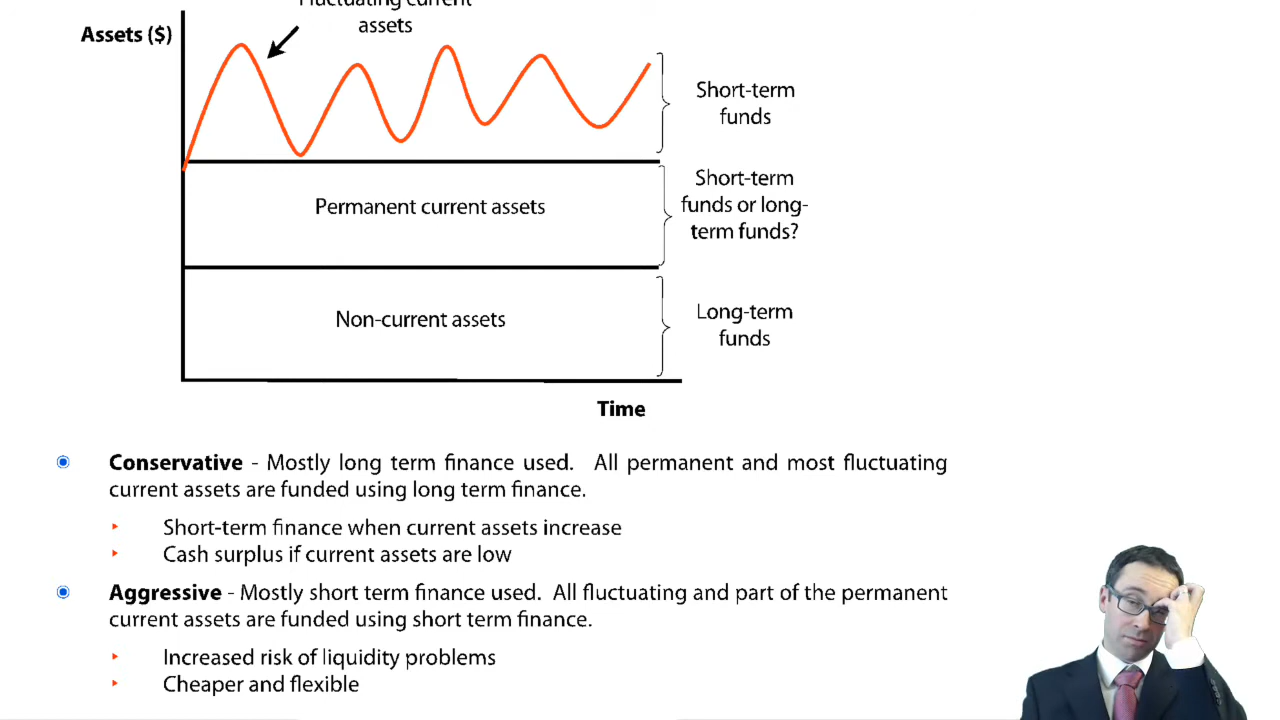 Fluctuating current
assets
Assets ($)
Short-term
funds
Permanent current assets
Short-term
funds or long-
term funds?
Non-current assets
Long-term
funds
Time
Conservative - Mostly long term finance used. All permanent and most fluctuating
current assets are funded using long term finance.
Short-term finance when current assets increase
Cash surplus if current assets are low
Aggressive - Mostly short term finance used. All fluctuating and part of the permanent
current assets are funded using short term finance.
Increased risk of liquidity problems
Cheaper and flexible